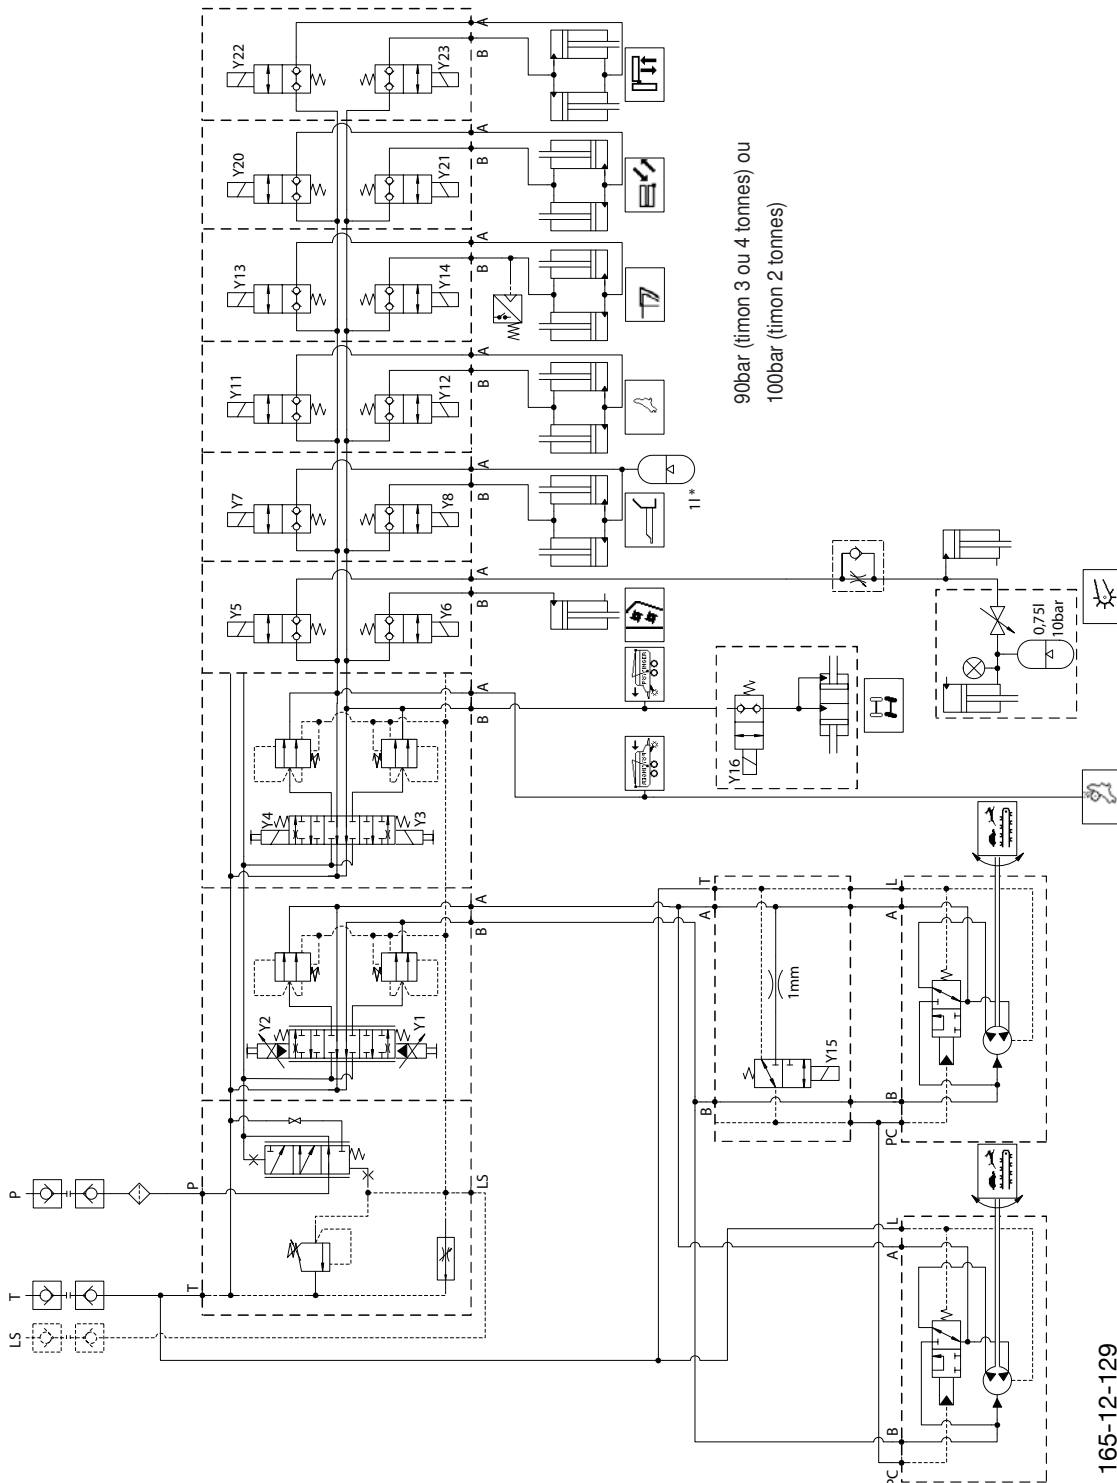 Y22
Y23
A
B
Y20
Y21
A
B
Y13
Y14
A
B
Y11
Y12
A
B
Y7
Y8
A
B
1l*
Y5
Y6
A
B
Y4
Y3
A
B
Y2
Y1
A
B
P
T
LS
P
T
LS
90bar (timon 3 ou 4 tonnes) ou
100bar (timon 2 tonnes)
0,75l
10bar
Y16
T
A
B
1mm
Y15
L
A
B
PC
L
A
B
PC
165-12-129